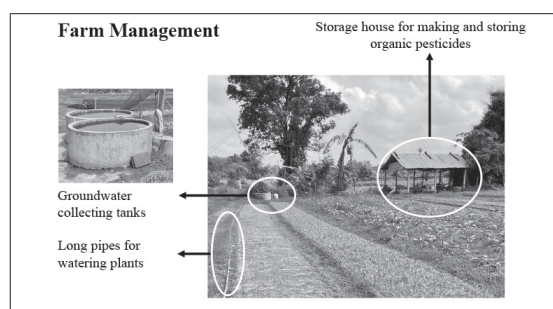 Farm Management
Storage house for making and storing
organic pesticides
Groundwater
collecting tanks
Long pipes for
watering plants